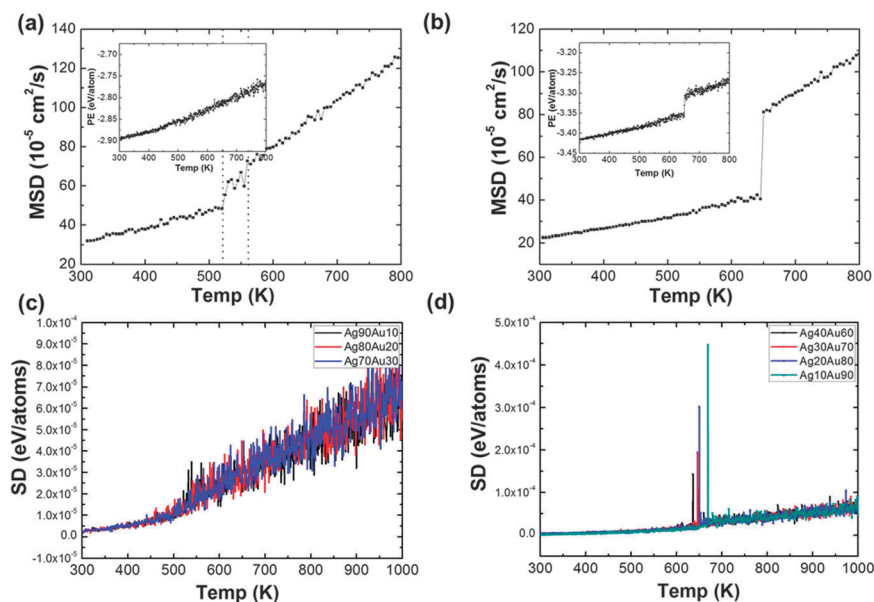 (a)
MSD (10⁻⁵ cm²/s)
140
120
100
80
60
40
20
300 400 500 600 700 800
Temp (K)
PE (eV/atom)
-2.70
-2.75
-2.80
-2.85
-2.90
-2.95
300 400 500 600 700 800
Temp (K)
(b)
MSD (10⁻⁵ cm²/s)
120
100
80
60
40
20
300 400 500 600 700 800
Temp (K)
PE (eV/atom)
-3.20
-3.25
-3.30
-3.35
-3.40
-3.45
300 400 500 600 700 800
Temp (K)
(c)
SD (eV/atoms)
1.0x10⁻⁴
9.0x10⁻⁵
8.0x10⁻⁵
7.0x10⁻⁵
6.0x10⁻⁵
5.0x10⁻⁵
4.0x10⁻⁵
3.0x10⁻⁵
2.0x10⁻⁵
1.0x10⁻⁵
0.0
-1.0x10⁻⁵
Ag90Au10
Ag80Au20
Ag70Au30
300 400 500 600 700 800 900 1000
Temp (K)
(d)
SD (eV/atoms)
5.0x10⁻⁴
4.0x10⁻⁴
3.0x10⁻⁴
2.0x10⁻⁴
1.0x10⁻⁴
0.0
Ag40Au60
Ag30Au70
Ag20Au80
Ag10Au90
300 400 500 600 700 800 900 1000
Temp (K)